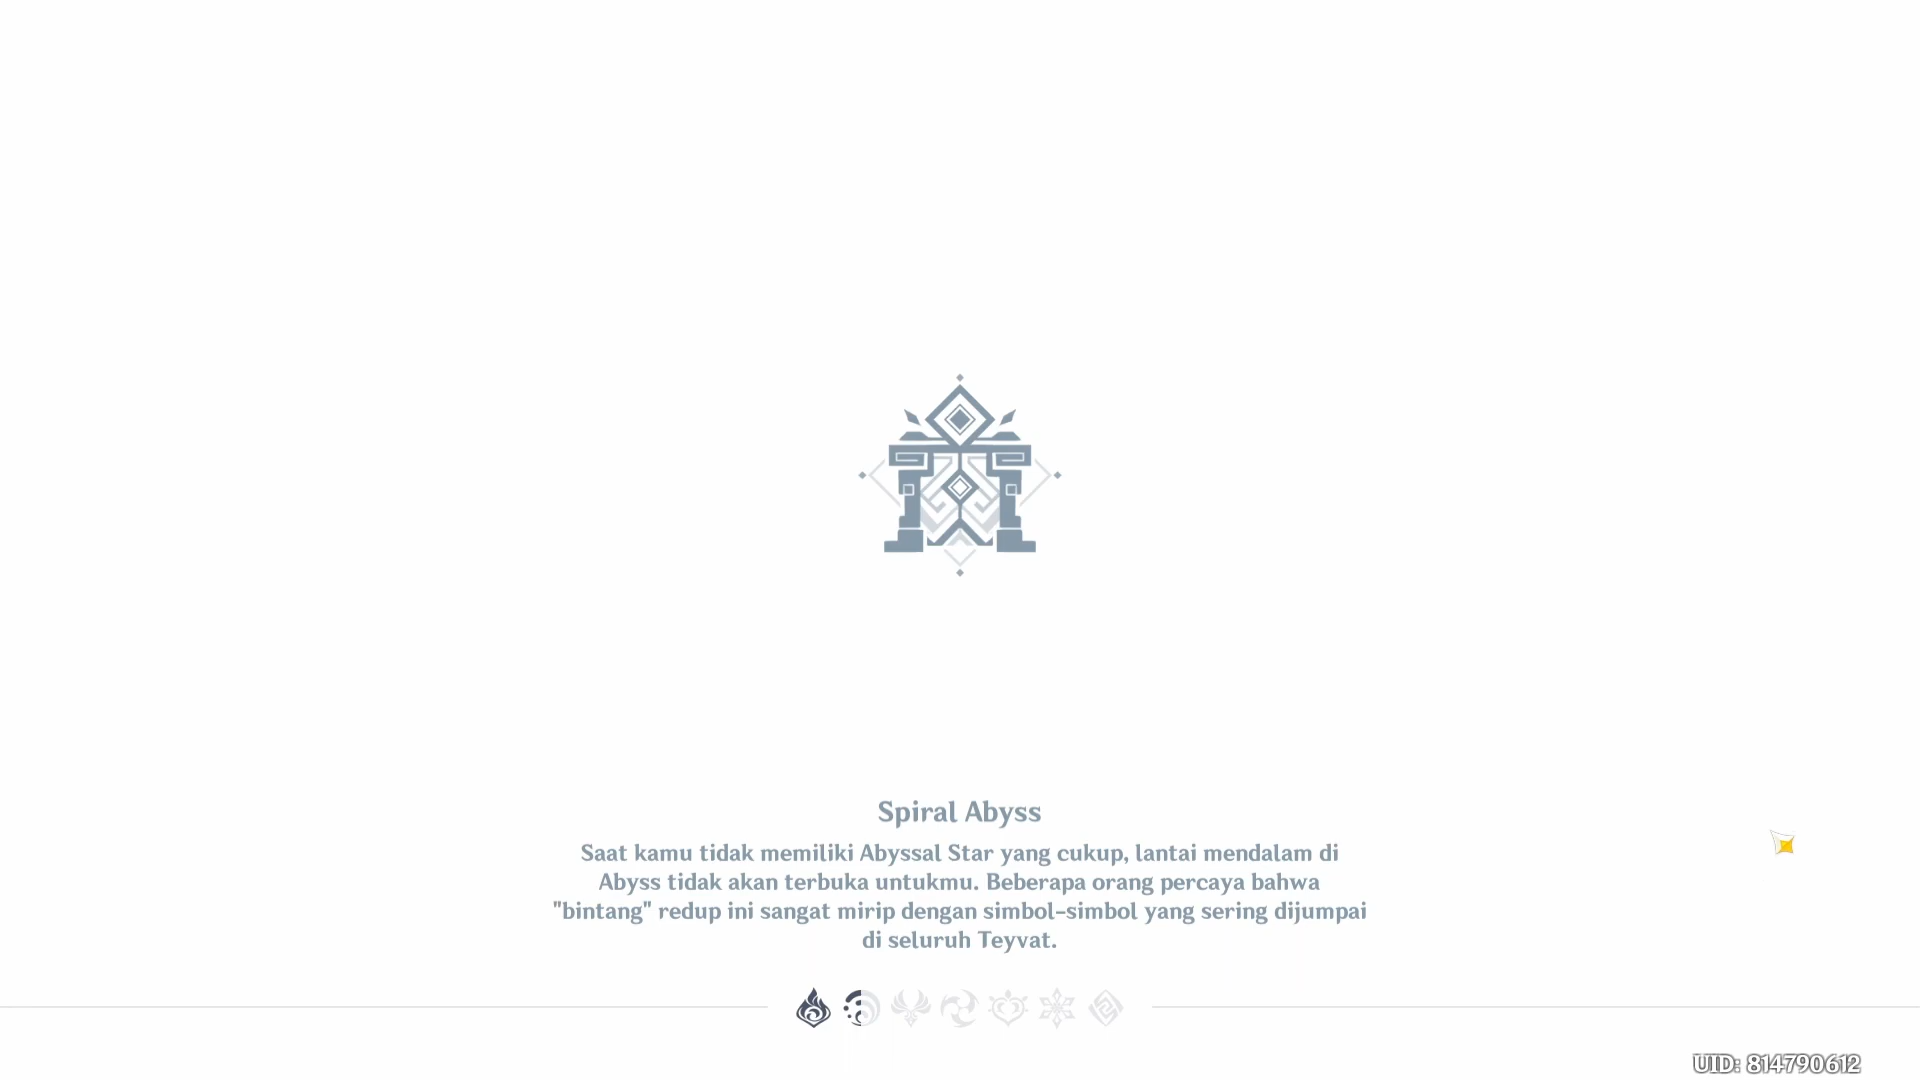 Spiral Abyss
Saat kamu tidak memiliki Abyssal Star yang cukup, lantai mendalam di
Abyss tidak akan terbuka untukmu. Beberapa orang percaya bahwa
"bintang" redup ini sangat mirip dengan simbol-simbol yang sering dijumpai
di seluruh Teyvat.
UID: 814790612